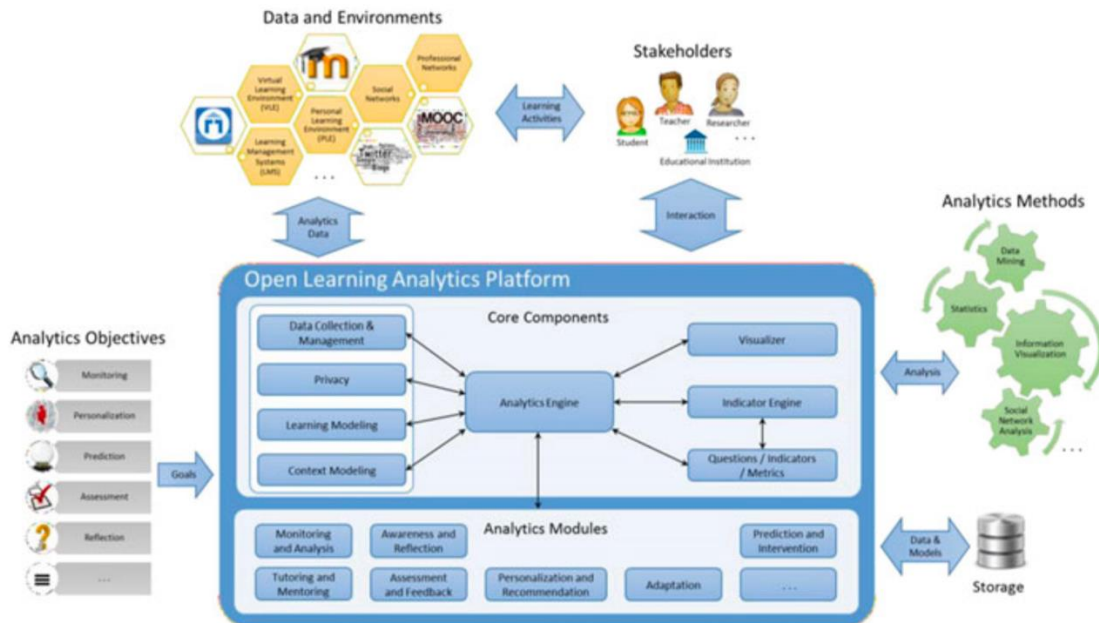 Data and Environments
Professional
Networks
Virtual
Learning
Environment
(VLE)
Social
Networks
Personal
Learning
Environment
(PLE)
MOOC
Learning
Management
Systems
(LMS)
Twitter
Blogs
...
Learning
Activities
Stakeholders
Student
Teacher
Researcher
...
Educational Institution
Analytics
Data
Interaction
Analytics Methods
Data
Mining
Statistics
Information
Visualization
Social
Network
Analysis
...
Analysis
Analytics Objectives
Monitoring
Personalization
Prediction
Assessment
Reflection
...
Goals
Open Learning Analytics Platform
Core Components
Data Collection &
Management
Privacy
Learning Modeling
Context Modeling
Analytics Engine
Visualizer
Indicator Engine
Questions / Indicators
/ Metrics
Analytics Modules
Monitoring
and Analysis
Awareness and
Reflection
Prediction and
Intervention
Tutoring and
Mentoring
Assessment
and Feedback
Personalization and
Recommendation
Adaptation
...
Data &
Models
Storage